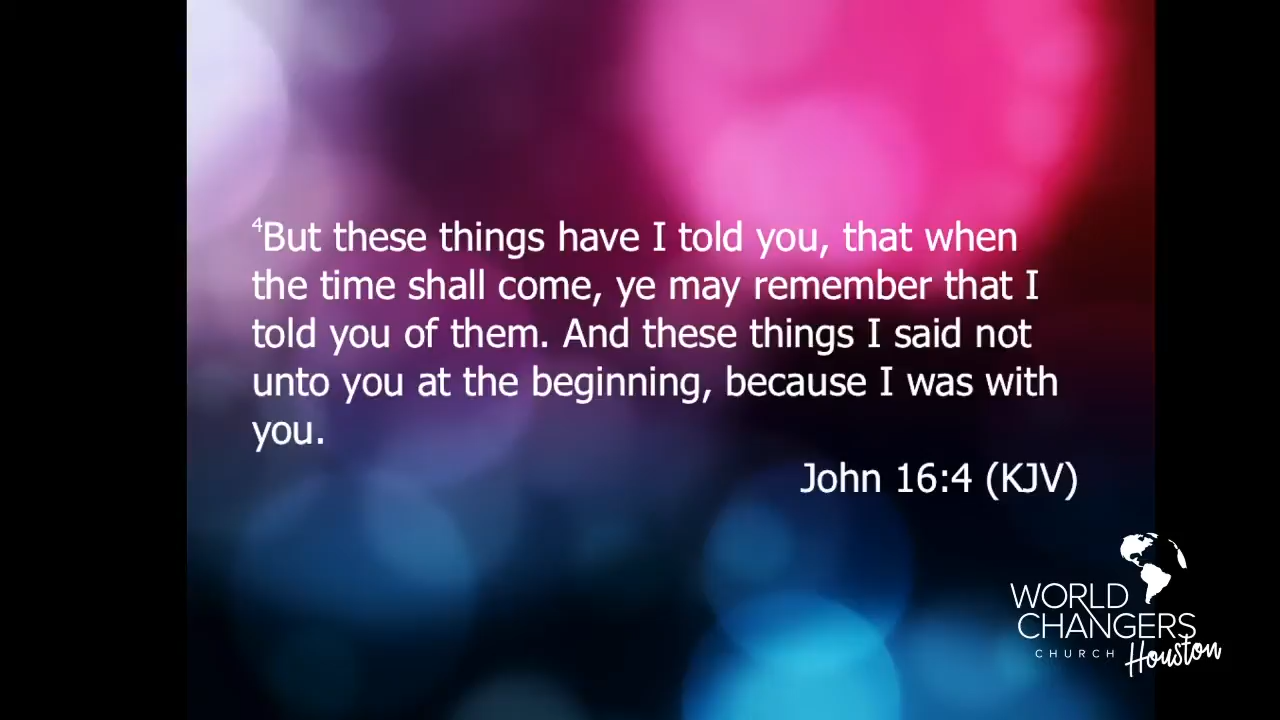 4But these things have I told you, that when
the time shall come, ye may remember that I
told you of them. And these things I said not
unto you at the beginning, because I was with
you.
John 16:4 (KJV)
WORLD
CHANGERS
CHURCH Houston